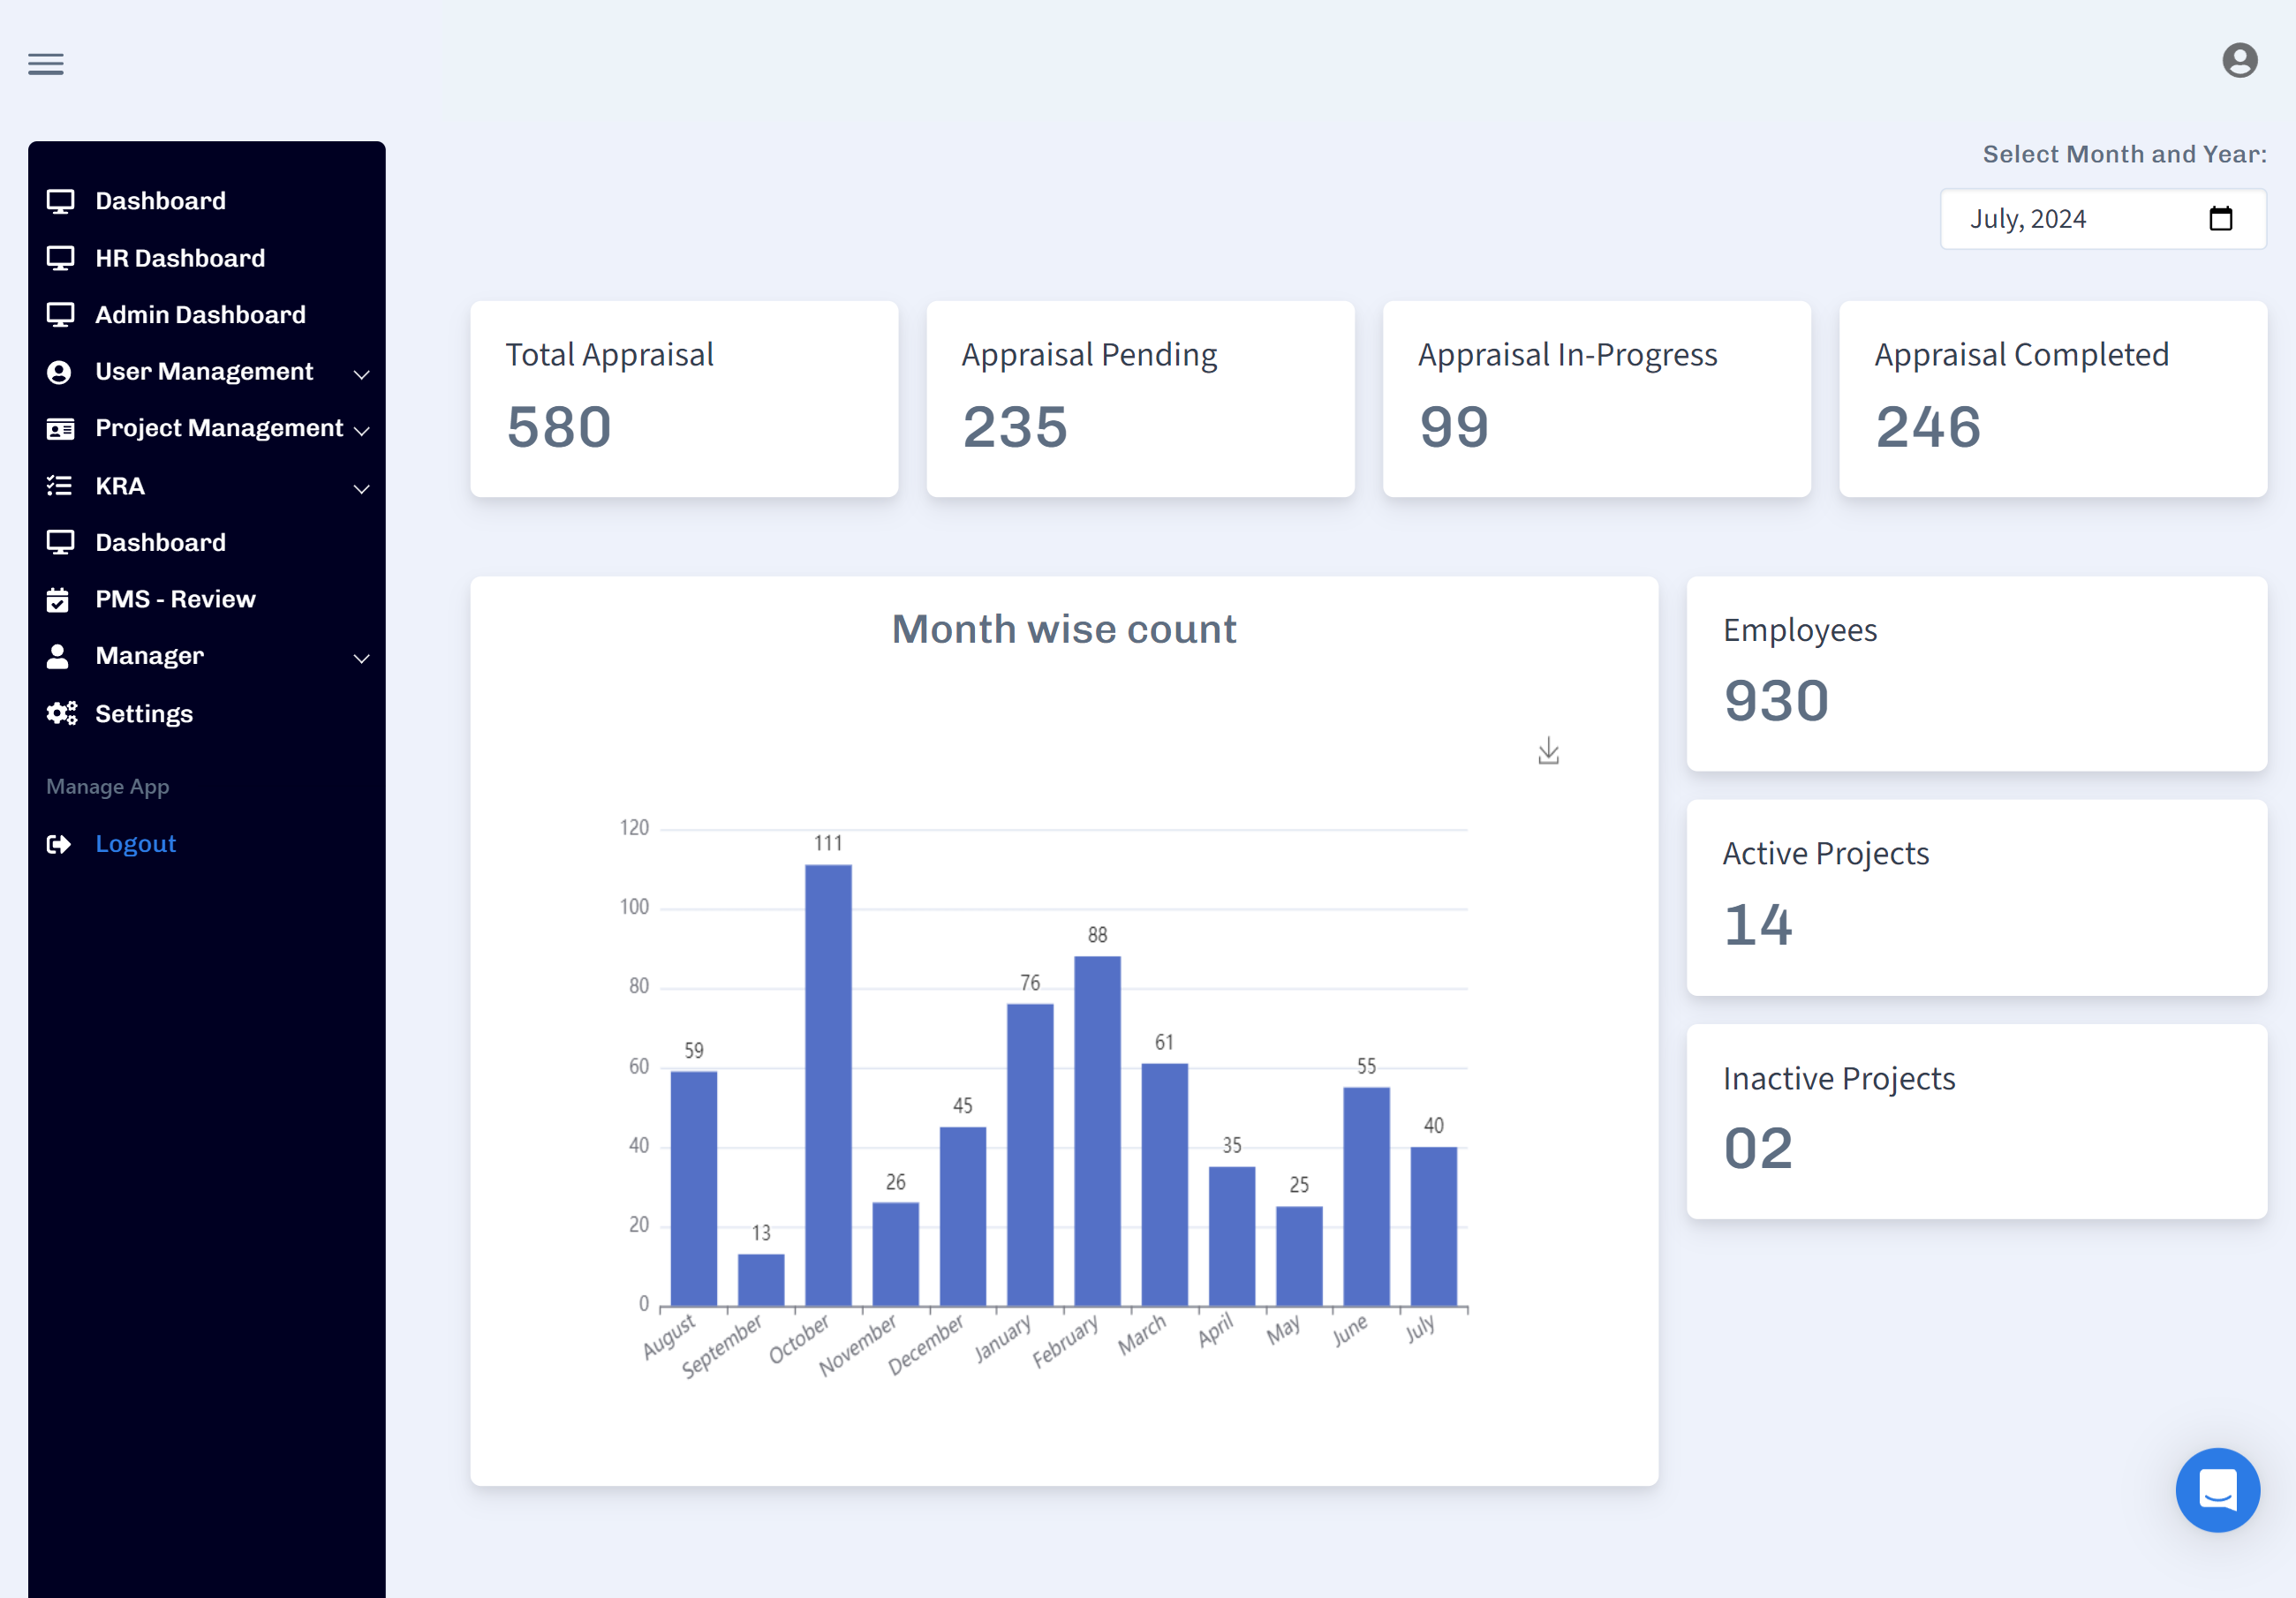 Select Month and Year:
July, 2024
Dashboard
HR Dashboard
Admin Dashboard
User Management
Project Management
KRA
Dashboard
PMS - Review
Manager
Settings
Manage App
Logout
Total Appraisal
580
Appraisal Pending
235
Appraisal In-Progress
99
Appraisal Completed
246
Month wise count
120
100
80
60
40
20
0
59
13
111
26
45
76
88
61
35
25
55
40
August
September
October
November
December
January
February
March
April
May
June
July
Employees
930
Active Projects
14
Inactive Projects
02